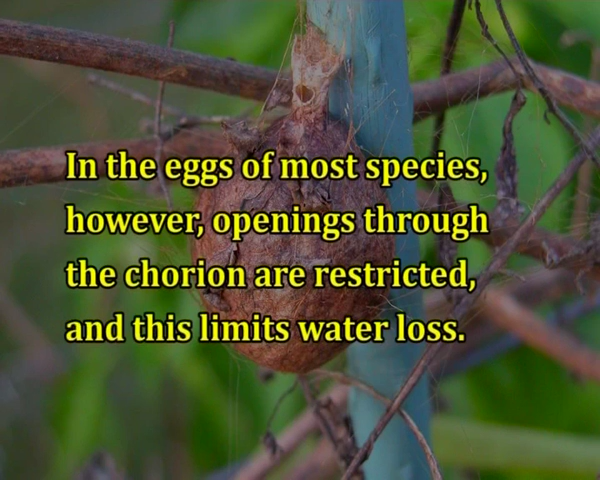 In the eggs of most species,
however, openings through
the chorion are restricted,
and this limits water loss.